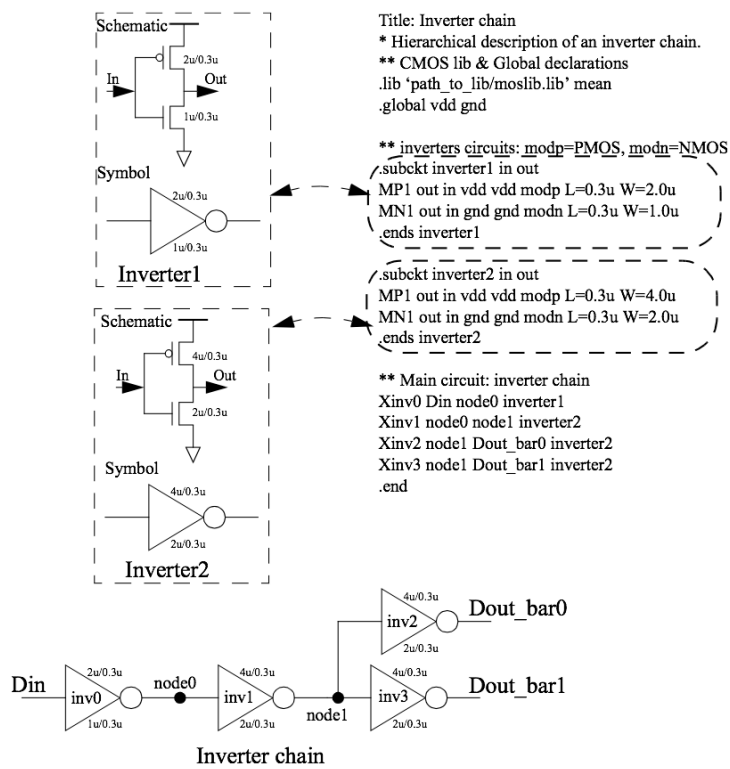 Schematic
2u/0.3u
In
Out
1u/0.3u
Symbol
2u/0.3u
1u/0.3u
Inverter1
Schematic
4u/0.3u
In
Out
2u/0.3u
Symbol
4u/0.3u
2u/0.3u
Inverter2
Title: Inverter chain
* Hierarchical description of an inverter chain.
** CMOS lib & Global declarations
.lib ‘path_to_lib/moslib.lib’ mean
.global vdd gnd
** inverters circuits: modp=PMOS, modn=NMOS
.subckt inverter1 in out
MP1 out in vdd vdd modp L=0.3u W=2.0u
MN1 out in gnd gnd modn L=0.3u W=1.0u
.ends inverter1
.subckt inverter2 in out
MP1 out in vdd vdd modp L=0.3u W=4.0u
MN1 out in gnd gnd modn L=0.3u W=2.0u
.ends inverter2
** Main circuit: inverter chain
Xinv0 Din node0 inverter1
Xinv1 node0 node1 inverter2
Xinv2 node1 Dout_bar0 inverter2
Xinv3 node1 Dout_bar1 inverter2
.end
4u/0.3u
inv2
Dout_bar0
2u/0.3u
Din
2u/0.3u
inv0
1u/0.3u
node0
4u/0.3u
inv1
2u/0.3u
node1
4u/0.3u
inv3
2u/0.3u
Dout_bar1
Inverter chain